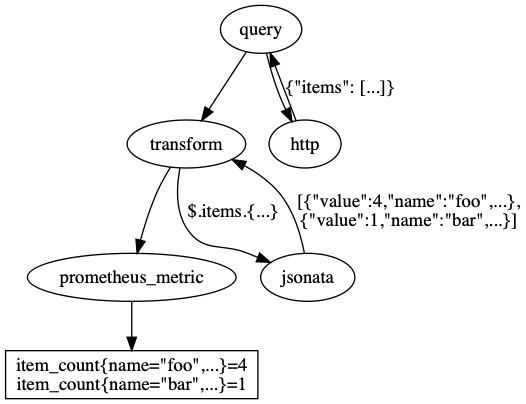 query
{"items": [...]}
transform
http
$.items.{...}
[{"value":4,"name":"foo",...},
{"value":1,"name":"bar",...}]
prometheus_metric
jsonata
item_count{name="foo",...}=4
item_count{name="bar",...}=1